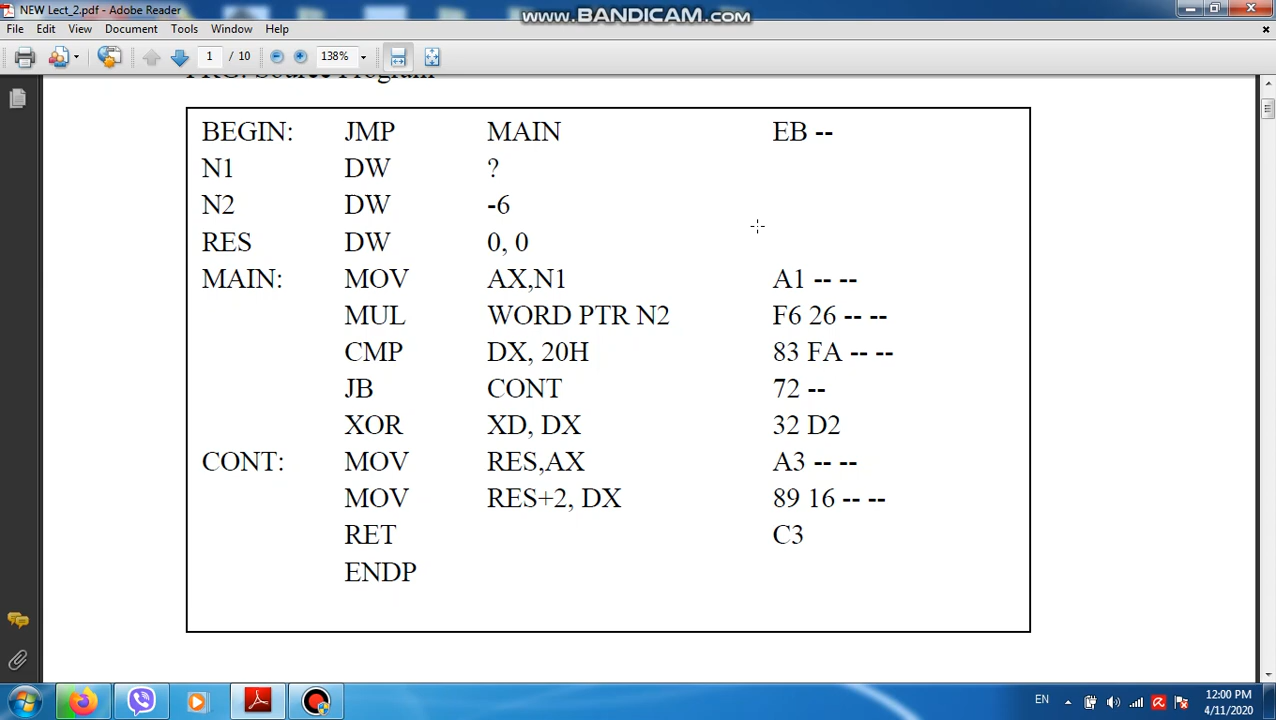 NEW Lect_2.pdf - Adobe Reader
www.BANDICAM.com
File Edit View Document Tools Window Help
1 / 10 138%
PRG: Source Program
BEGIN: JMP MAIN EB --
N1 DW ?
N2 DW -6
RES DW 0, 0
MAIN: MOV AX,N1 A1 -- --
MUL WORD PTR N2 F6 26 -- --
CMP DX, 20H 83 FA -- --
JB CONT 72 --
XOR XD, DX 32 D2
CONT: MOV RES,AX A3 -- --
MOV RES+2, DX 89 16 -- --
RET C3
ENDP
EN 12:00 PM
4/11/2020